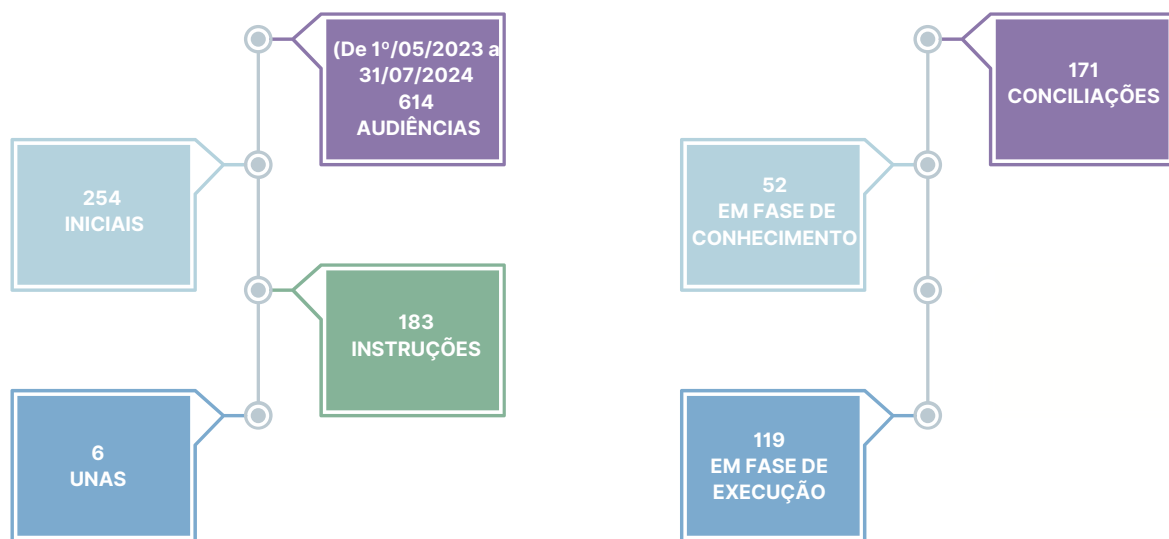 (De 1º/05/2023 a
31/07/2024
614
AUDIÊNCIAS
254
INICIAIS
183
INSTRUÇÕES
6
UNAS
171
CONCILIAÇÕES
52
EM FASE DE
CONHECIMENTO
119
EM FASE DE
EXECUÇÃO